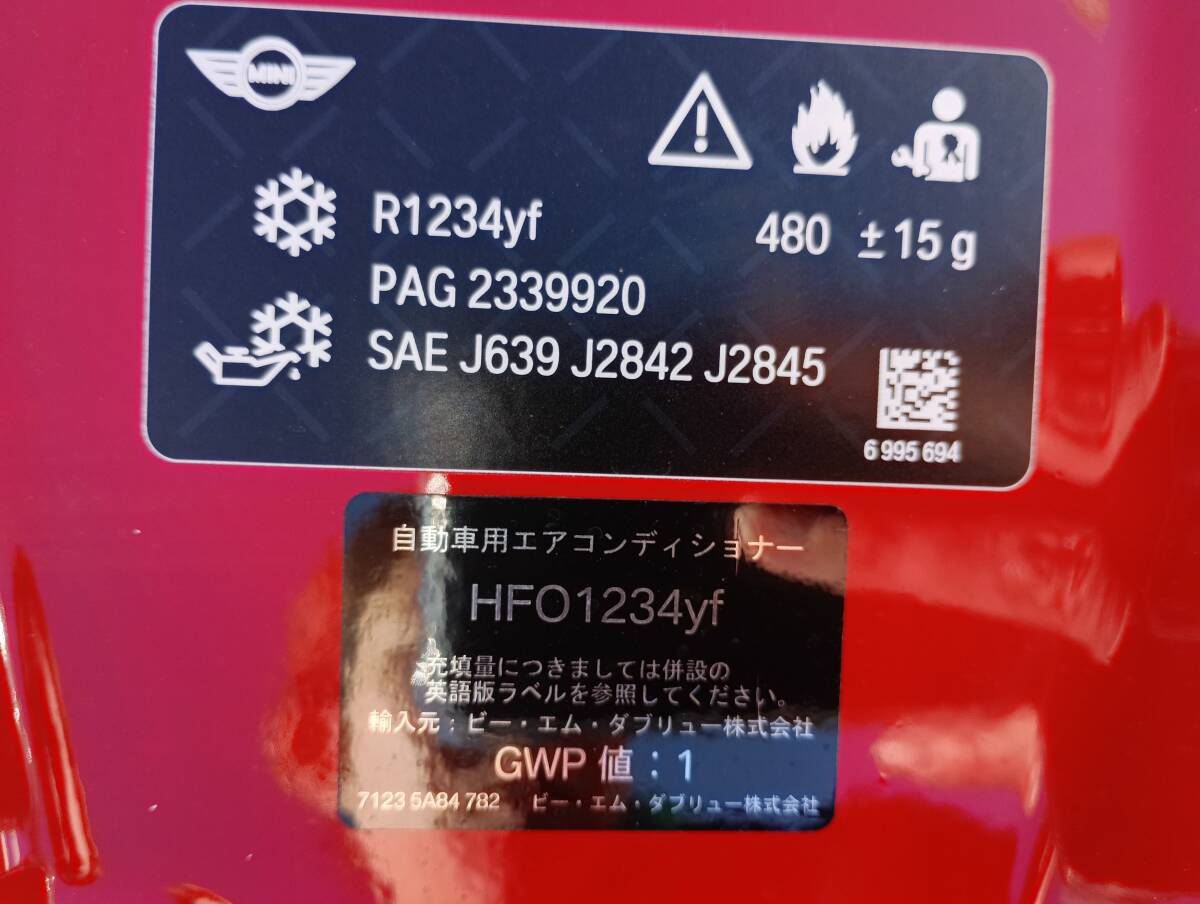 MINI
R1234yf 480 ± 15 g
PAG 2339920
SAE J639 J2842 J2845
6 995 694
自動車用エアコンディショナー
HFO1234yf
充填量につきましては併設の
英語版ラベルを参照してください。
輸入元：ビー・エム・ダブリュー株式会社
GWP 値：1
7123 5A84 782 ビー・エム・ダブリュー株式会社